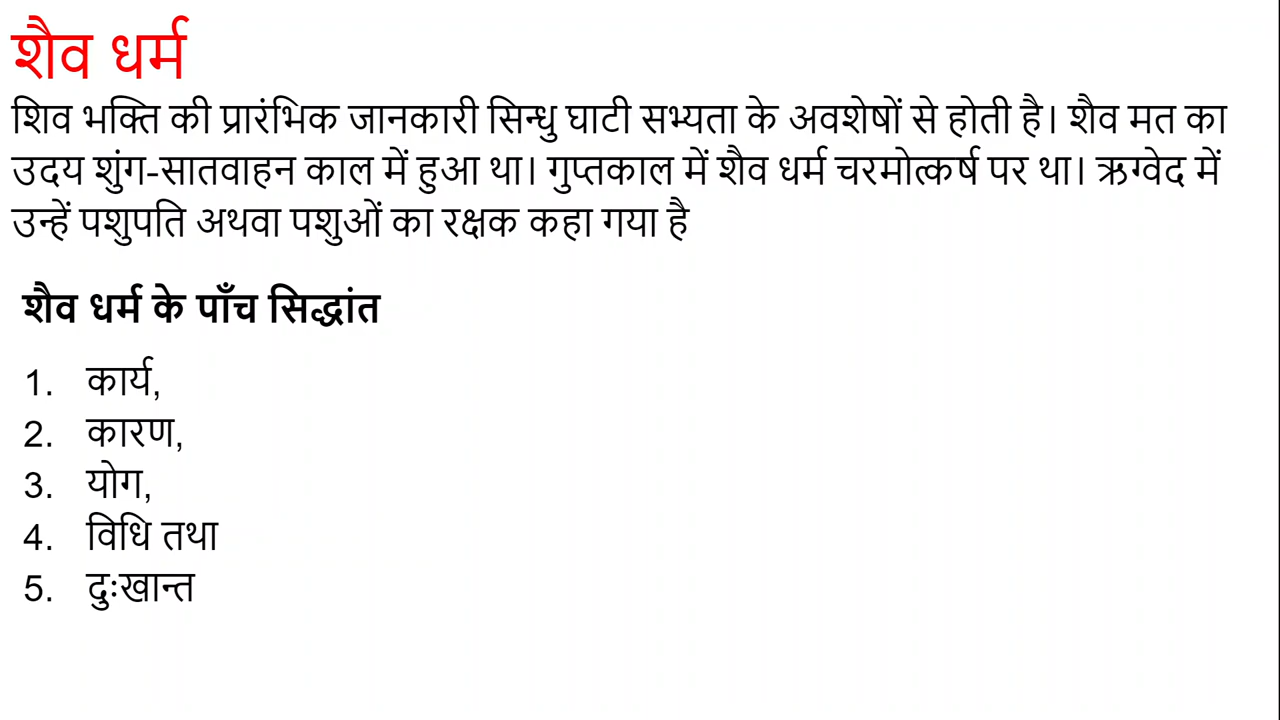 शैव धर्म
शिव भक्ति की प्रारंभिक जानकारी सिन्धु घाटी सभ्यता के अवशेषों से होती है। शैव मत का
उदय शुंग-सातवाहन काल में हुआ था। गुप्तकाल में शैव धर्म चरमोत्कर्ष पर था। ऋग्वेद में
उन्हें पशुपति अथवा पशुओं का रक्षक कहा गया है
शैव धर्म के पाँच सिद्धांत
1. कार्य,
2. कारण,
3. योग,
4. विधि तथा
5. दुःखान्त